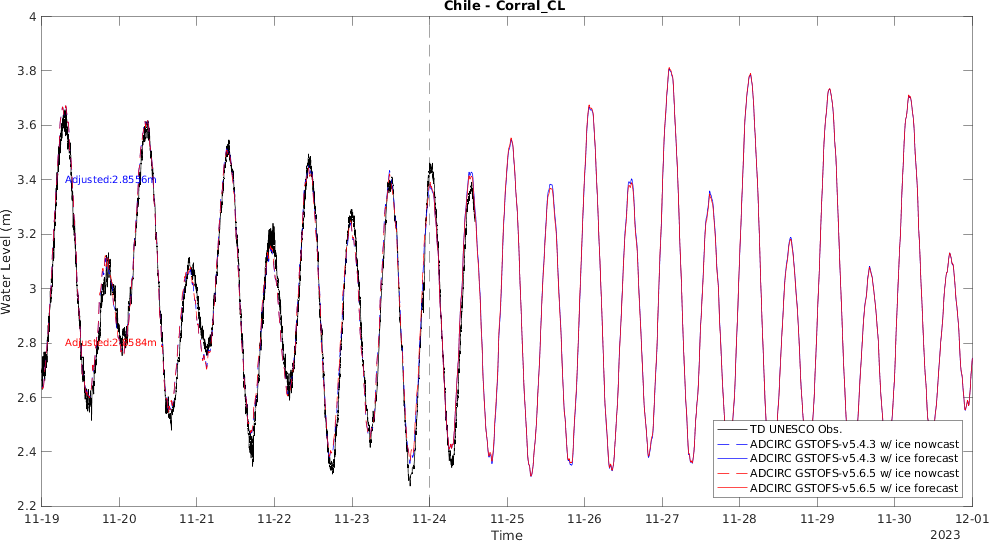 Chile - Corral_CL
4
3.8
3.6
3.4
3.2
3
2.8
2.6
2.4
2.2
Water Level (m)
Adjusted:2.8556m
11-19
11-20
11-21
11-22
11-23
11-24
11-25
11-26
11-27
11-28
11-29
11-30
12-01
Time
2023
TD UNESCO Obs.
ADCIRC GSTOFS-v5.4.3 w/ ice nowcast
ADCIRC GSTOFS-v5.4.3 w/ ice forecast
ADCIRC GSTOFS-v5.6.5 w/ ice nowcast
ADCIRC GSTOFS-v5.6.5 w/ ice forecast